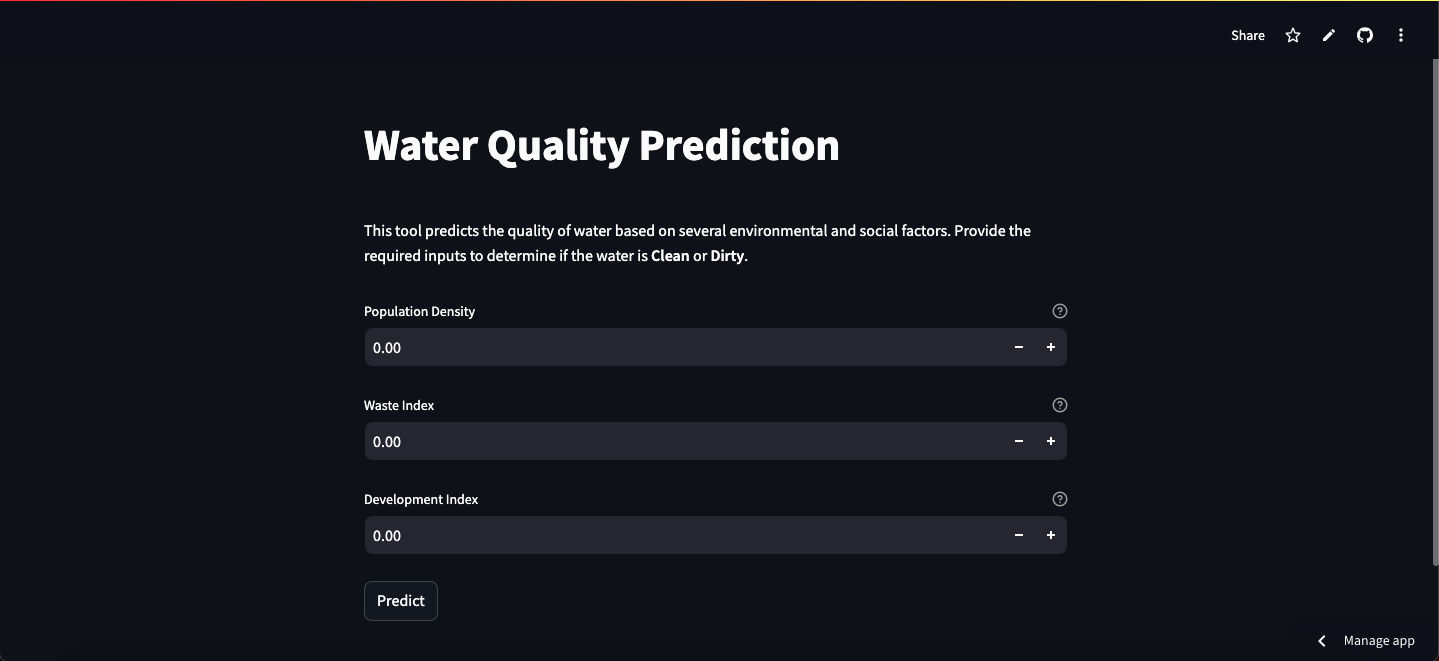 Share
Water Quality Prediction
This tool predicts the quality of water based on several environmental and social factors. Provide the
required inputs to determine if the water is Clean or Dirty.
Population Density
0.00
Waste Index
0.00
Development Index
0.00
Predict
Manage app